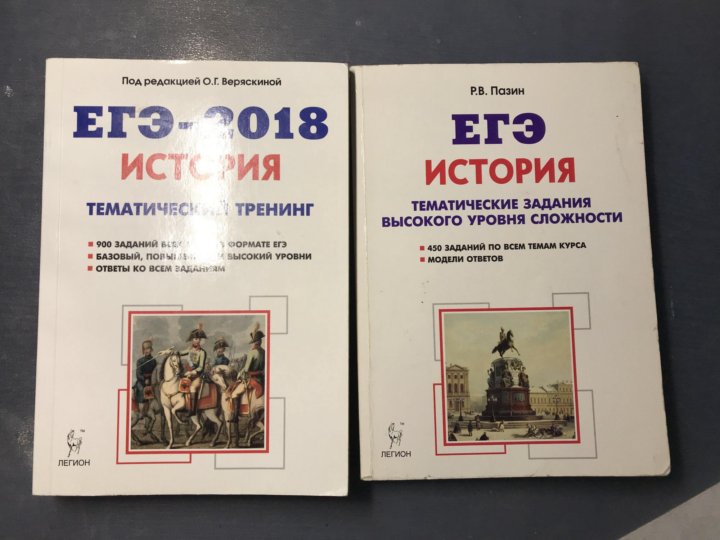 Под редакцией О.Г. Веряскиной
ЕГЭ-2018
ИСТОРИЯ
ТЕМАТИЧЕСКИЙ ТРЕНИНГ
900 ЗАДАНИЙ ФОРМАТЕ ЕГЭ
БАЗОВЫЙ, ВЫСОКИЙ УРОВНИ
ОТВЕТЫ КО ВСЕМ ЗАДАНИЯМ
ЛЕГИОН
Р.В. Пазин
ЕГЭ
ИСТОРИЯ
ТЕМАТИЧЕСКИЕ ЗАДАНИЯ
ВЫСОКОГО УРОВНЯ СЛОЖНОСТИ
450 ЗАДАНИЙ ПО ВСЕМ ТЕМАМ КУРСА
МОДЕЛИ ОТВЕТОВ
ЛЕГИОН